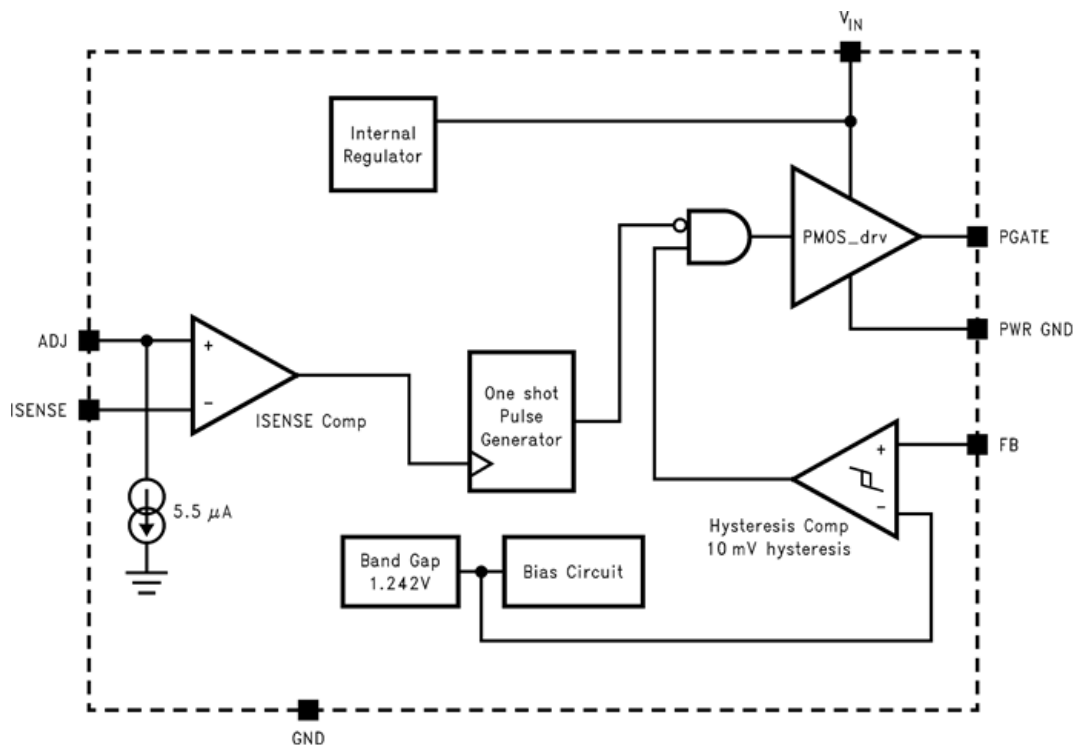 VIN
Internal
Regulator
PMOS_drv
PGATE
PWR GND
ADJ
+
ISENSE
-
ISENSE Comp
One shot
Pulse
Generator
FB
+
-
5.5 μA
Hysteresis Comp
10 mV hysteresis
Band Gap
1.242V
Bias Circuit
GND